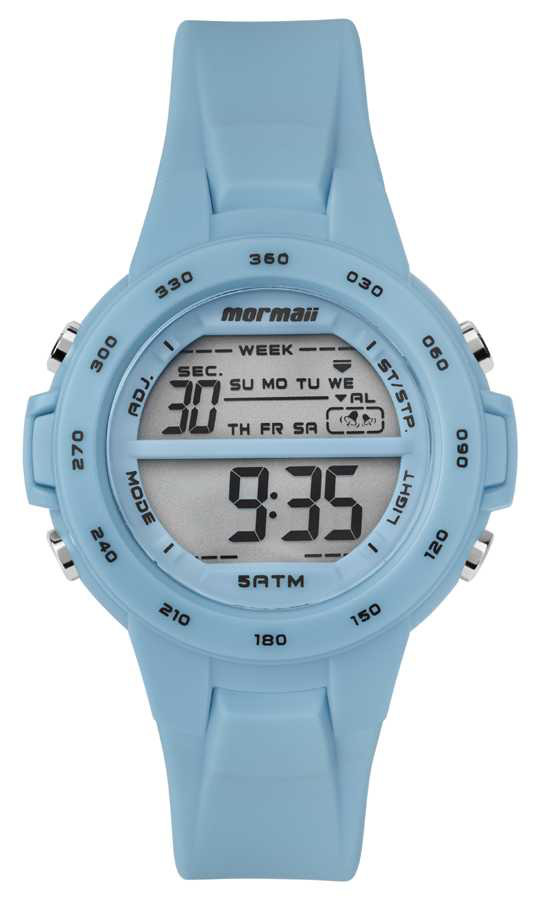 360
330 030
mormaii
300 060
WEEK
ADJ. SEC. ST/STP.
30 SU MO TU WE
AL
TH FR SA
270 090
9:35
MODE LIGHT
240 120
5ATM
210 150
180